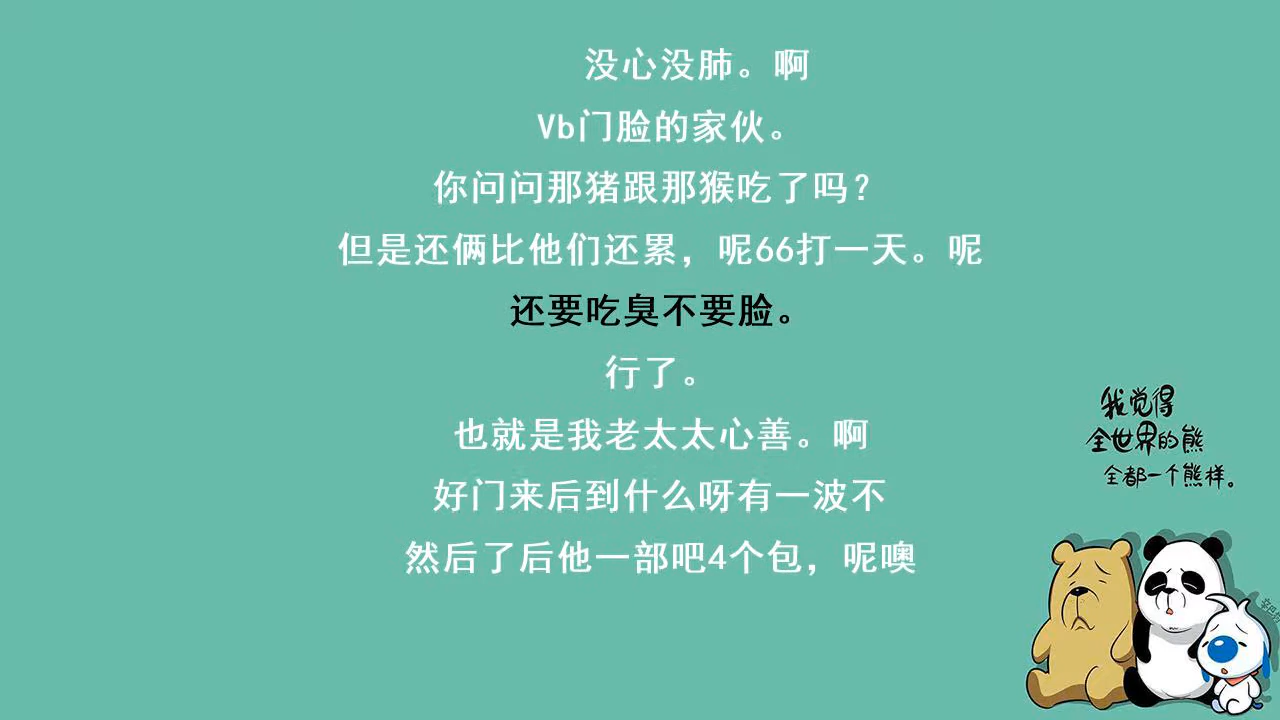 没心没肺。啊
Vb门脸的家伙。
你问问那猪跟那猴吃了吗？
但是还俩比他们还累，呢66打一天。呢
还要吃臭不要脸。
行了。
也就是我老太太心善。啊
好门来后到什么呀有一波不
然后了后他一部吧4个包，呢噢
我觉得
全世界的熊
全都一个熊样。